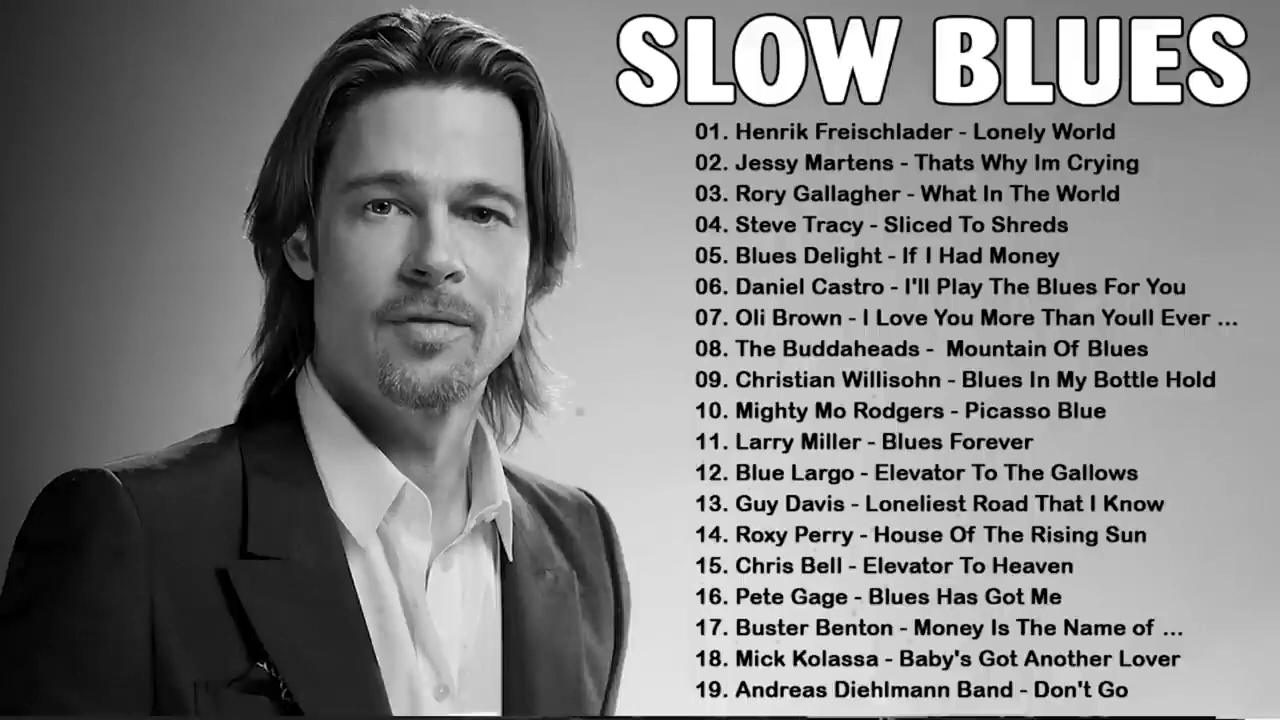 SLOW BLUES
01. Henrik Freischlader - Lonely World
02. Jessy Martens - Thats Why Im Crying
03. Rory Gallagher - What In The World
04. Steve Tracy - Sliced To Shreds
05. Blues Delight - If I Had Money
06. Daniel Castro - I'll Play The Blues For You
07. Oli Brown - I Love You More Than Youll Ever ...
08. The Buddaheads - Mountain Of Blues
09. Christian Willisohn - Blues In My Bottle Hold
10. Mighty Mo Rodgers - Picasso Blue
11. Larry Miller - Blues Forever
12. Blue Largo - Elevator To The Gallows
13. Guy Davis - Loneliest Road That I Know
14. Roxy Perry - House Of The Rising Sun
15. Chris Bell - Elevator To Heaven
16. Pete Gage - Blues Has Got Me
17. Buster Benton - Money Is The Name of ...
18. Mick Kolassa - Baby's Got Another Lover
19. Andreas Diehlmann Band - Don't Go